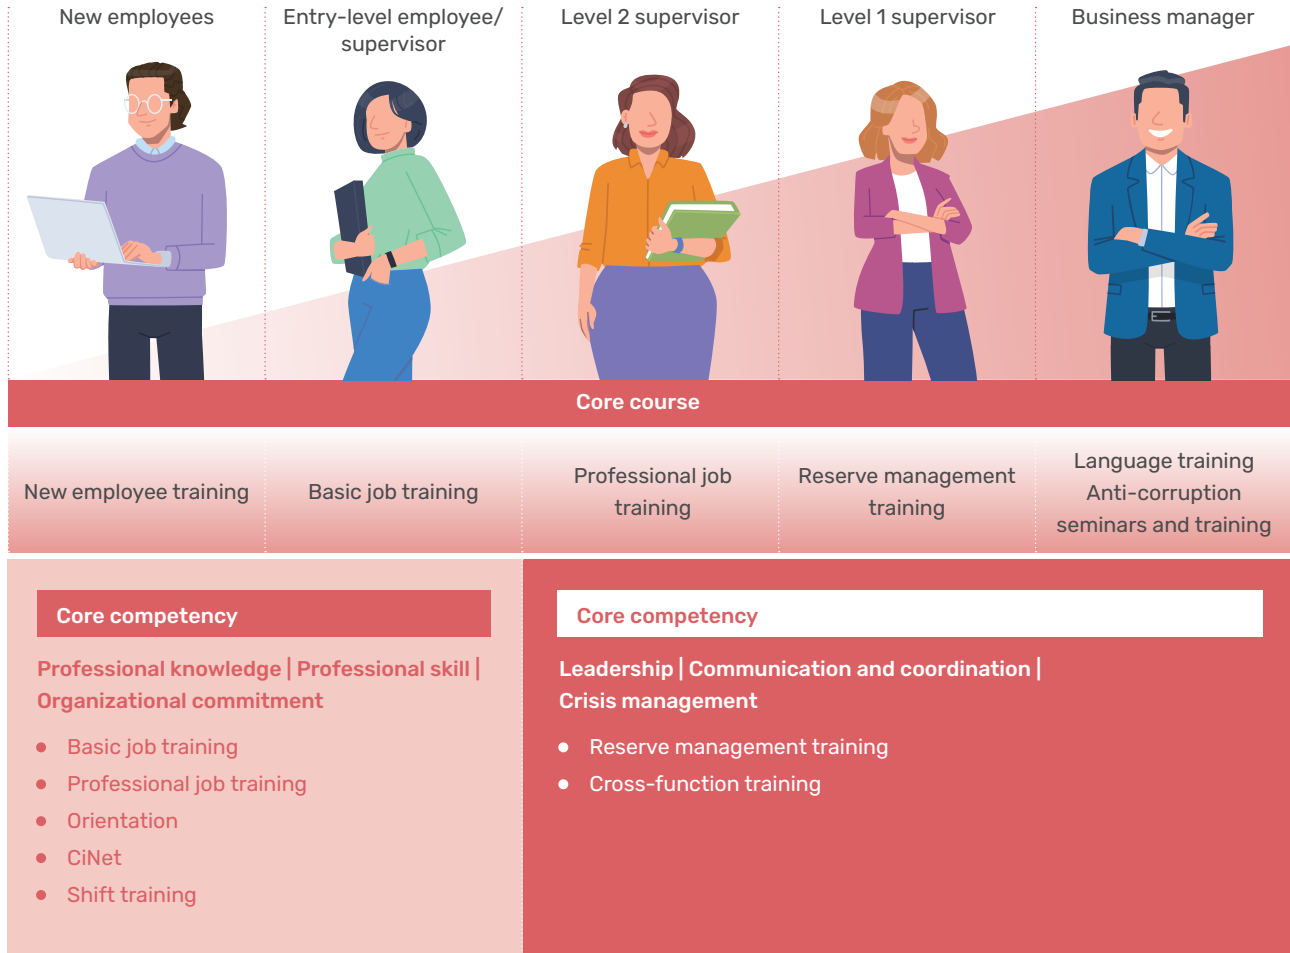 New employees
Entry-level employee/
supervisor
Level 2 supervisor
Level 1 supervisor
Business manager
Core course
New employee training
Basic job training
Professional job
training
Reserve management
training
Language training
Anti-corruption
seminars and training
Core competency
Professional knowledge | Professional skill |
Organizational commitment
● Basic job training
● Professional job training
● Orientation
● CiNet
● Shift training
Core competency
Leadership | Communication and coordination |
Crisis management
● Reserve management training
● Cross-function training